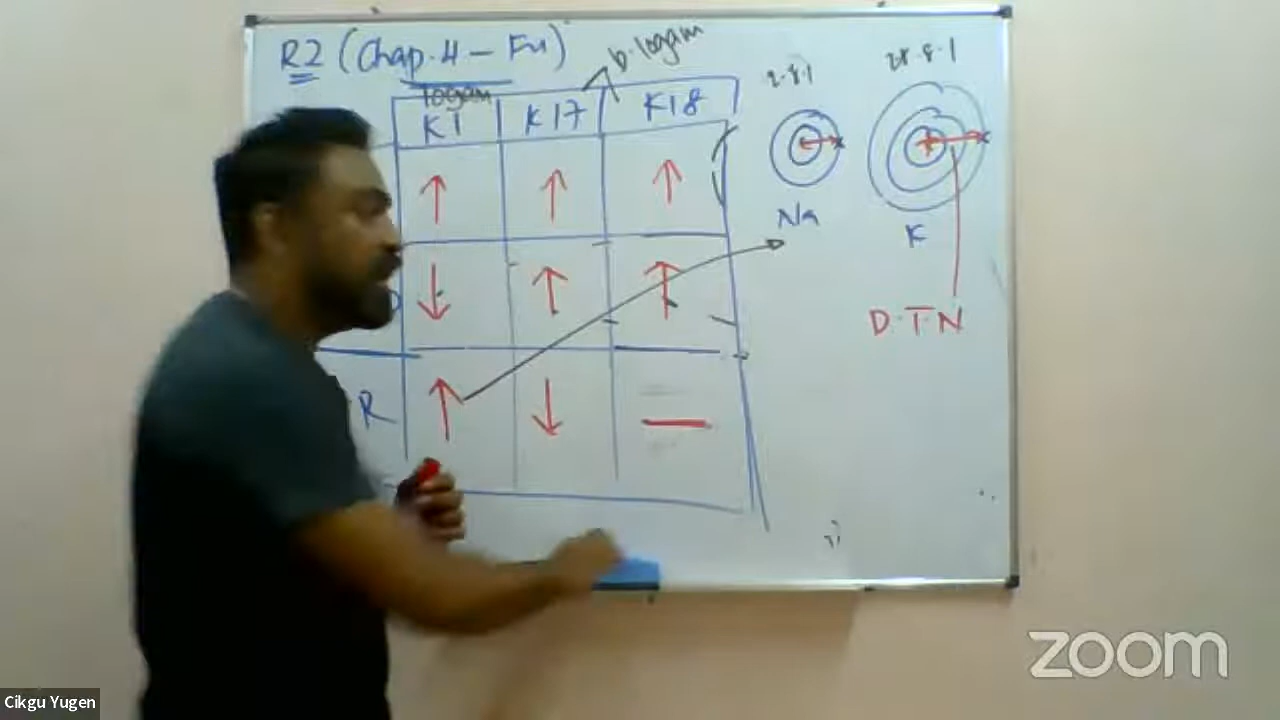 R2 (Chap.4 - F4)
b.logam
logam
K1 K17 K18
R
2.8.1
2.8.8.1
Na
K
D.T.N
zoom
Cikgu Yugen